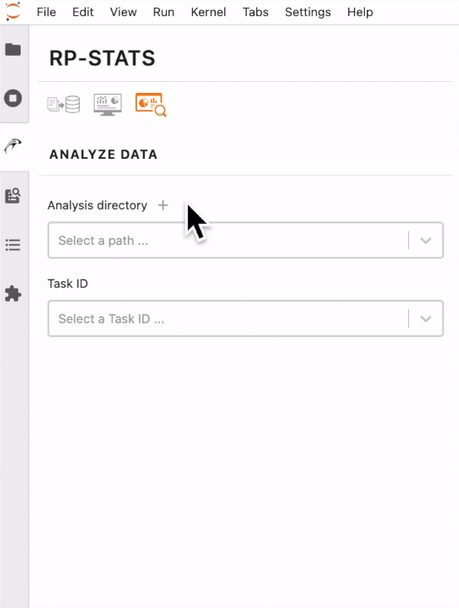 File Edit View Run Kernel Tabs Settings Help
RP-STATS
ANALYZE DATA
Analysis directory +
Select a path ...
Task ID
Select a Task ID ...